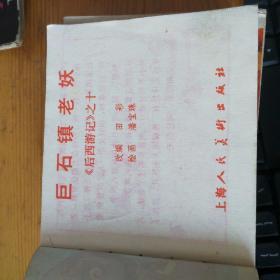 巨石镇老妖
《后西游记》之十
改编 田衫
绘画 潘宝珠
上海人民美术出版社